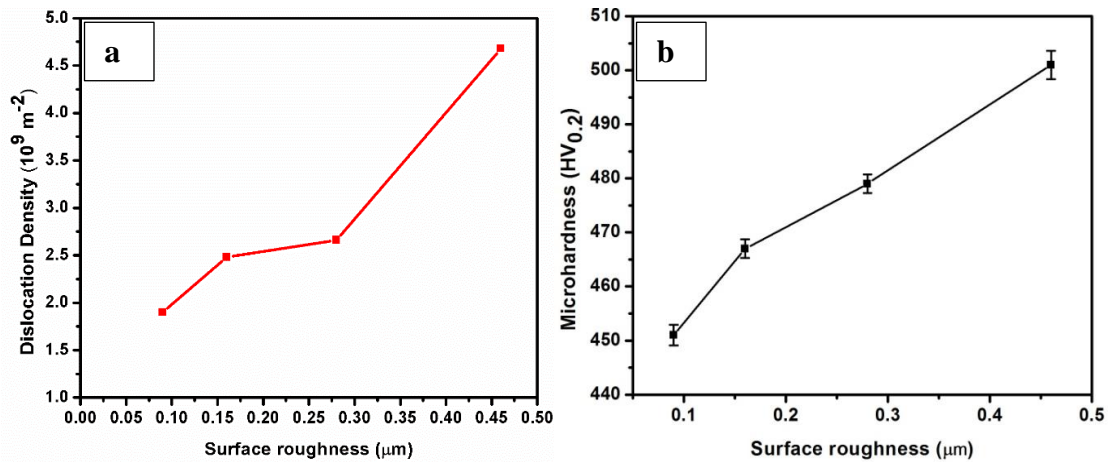 a
Dislocation Density (10⁹ m⁻²)
5.0
4.5
4.0
3.5
3.0
2.5
2.0
1.5
1.0
0.00 0.05 0.10 0.15 0.20 0.25 0.30 0.35 0.40 0.45 0.50
Surface roughness (μm)
b
Microhardness (HV₀.₂)
510
500
490
480
470
460
450
440
0.1 0.2 0.3 0.4 0.5
Surface roughness (μm)